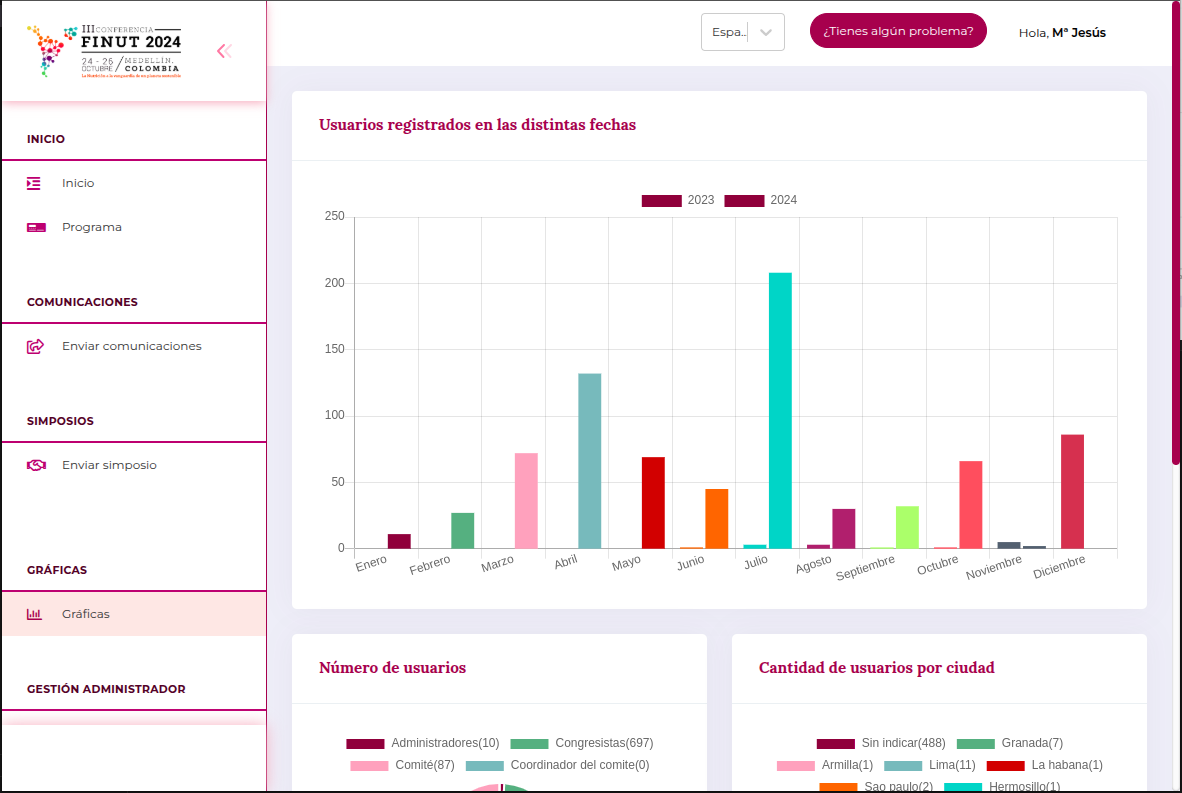 III CONFERENCIA
FINUT 2024
24 - 26 OCTUBRE / MEDELLÍN, COLOMBIA
Espa...
¿Tienes algún problema?
Hola, Mª Jesús
INICIO
Inicio
Programa
COMUNICACIONES
Enviar comunicaciones
SIMPOSIOS
Enviar simposio
GRÁFICAS
Gráficas
GESTIÓN ADMINISTRADOR
Usuarios registrados en las distintas fechas
2023 2024
250
200
150
100
50
0
Enero Febrero Marzo Abril Mayo Junio Julio Agosto Septiembre Octubre Noviembre Diciembre
Número de usuarios
Administradores(10) Congresistas(697)
Comité(87) Coordinador del comite(0)
Cantidad de usuarios por ciudad
Sin indicar(488) Granada(7)
Armilla(1) Lima(11) La habana(1)
Sao paulo(2) Hermosillo(1)